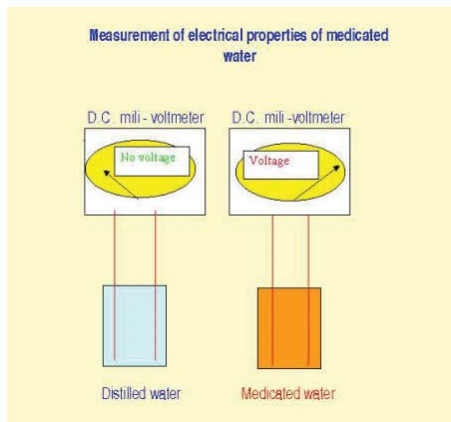 Measurement of electrical properties of medicated
water
D.C. mili - voltmeter
D.C. mili -voltmeter
No voltage
Voltage
Distilled water
Medicated water